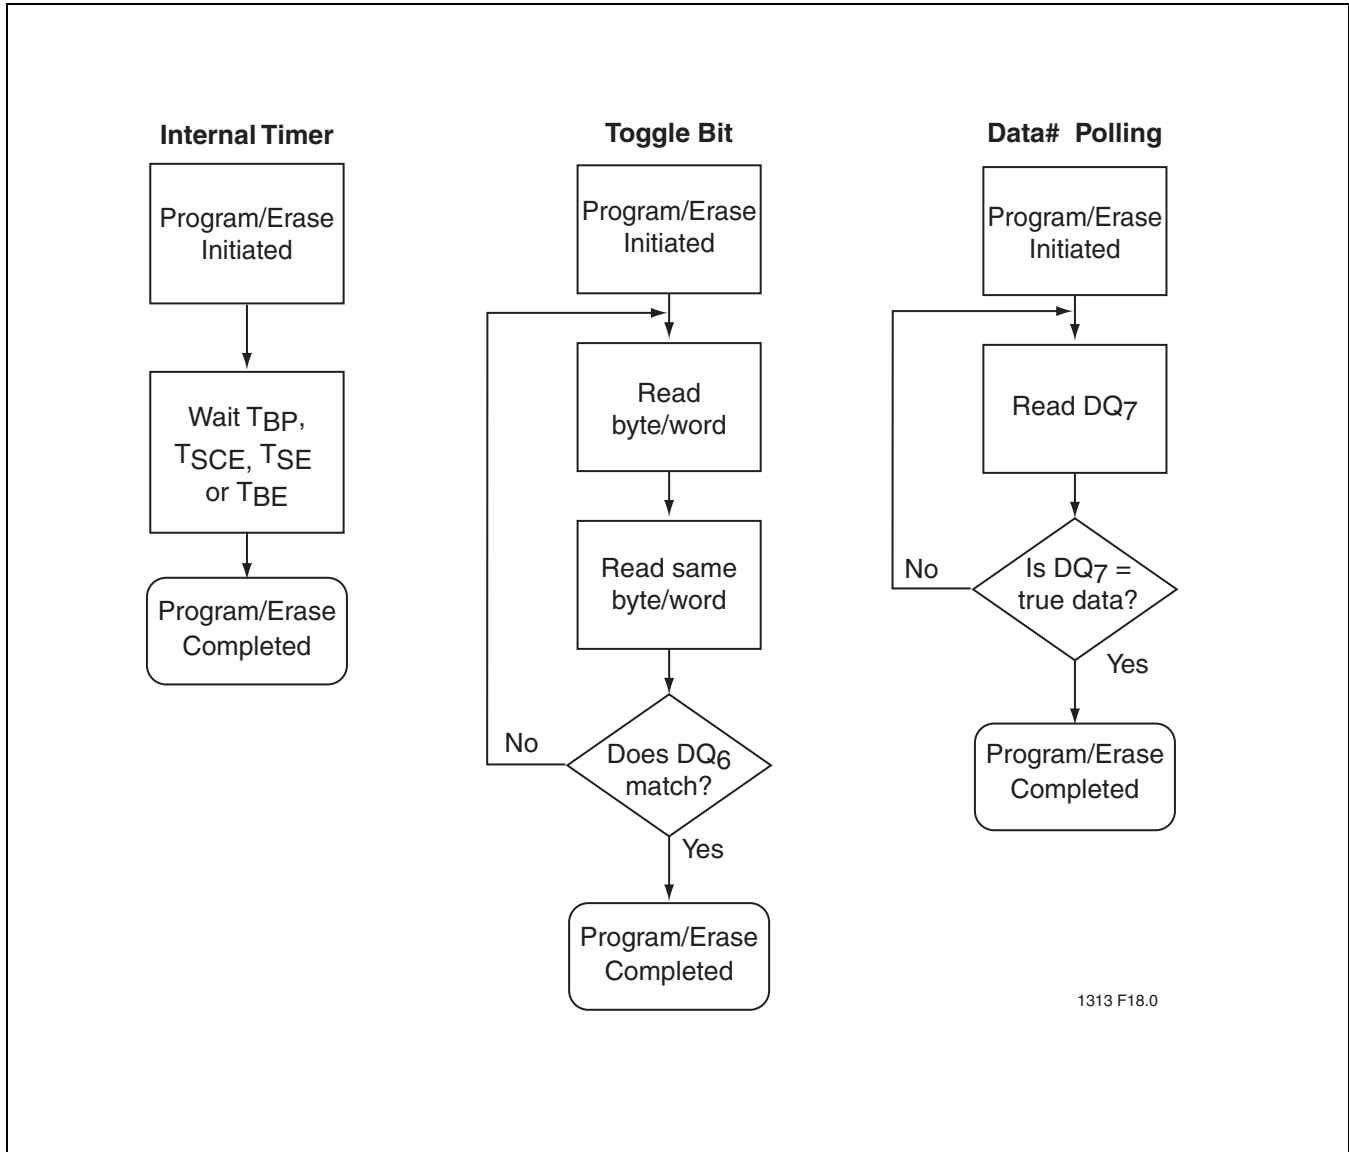 Internal Timer
Program/Erase
Initiated
Wait TBP,
TSCE, TSE
or TBE
Program/Erase
Completed
Toggle Bit
Program/Erase
Initiated
Read
byte/word
Read same
byte/word
Does DQ6
match?
No
Yes
Program/Erase
Completed
Data# Polling
Program/Erase
Initiated
Read DQ7
Is DQ7 =
true data?
No
Yes
Program/Erase
Completed
1313 F18.0